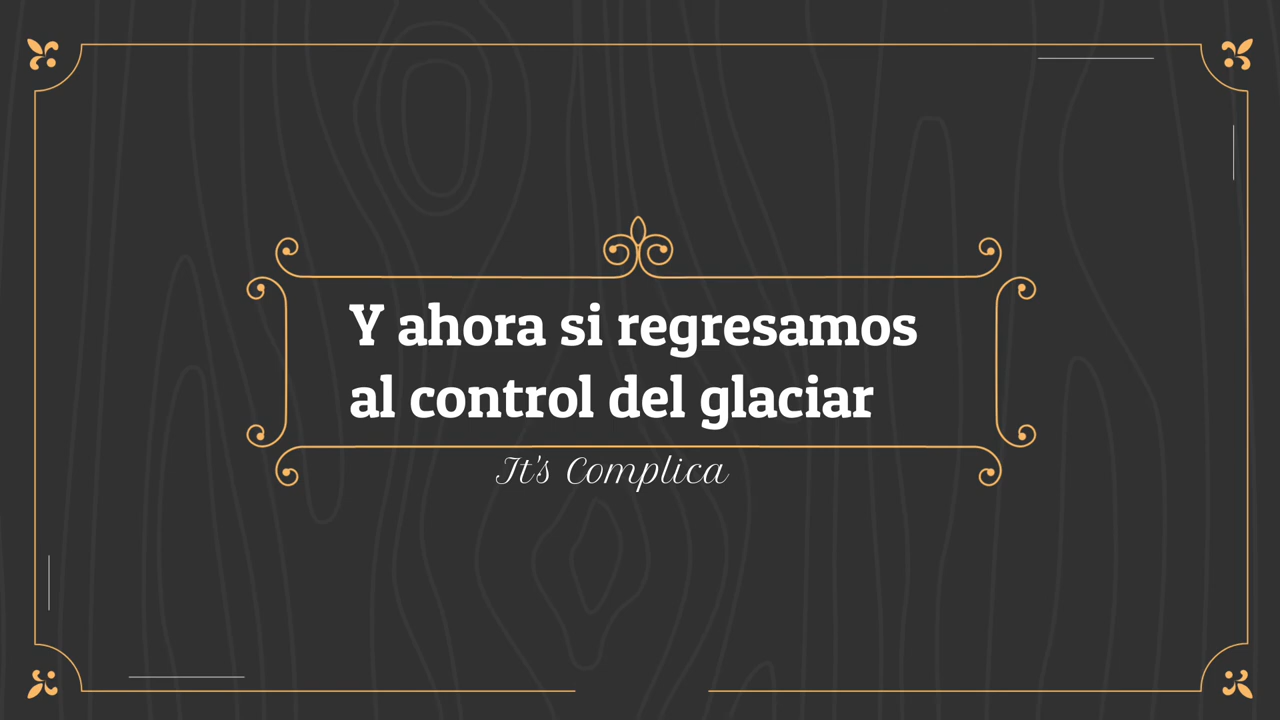 Y ahora si regresamos
al control del glaciar
It's Complica